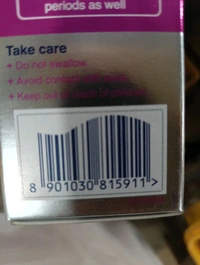 periods as well
Take care
+ Do not swallow.
+ Avoid contact with eyes.
+ Keep out of reach of children.
8 901030 815911 >